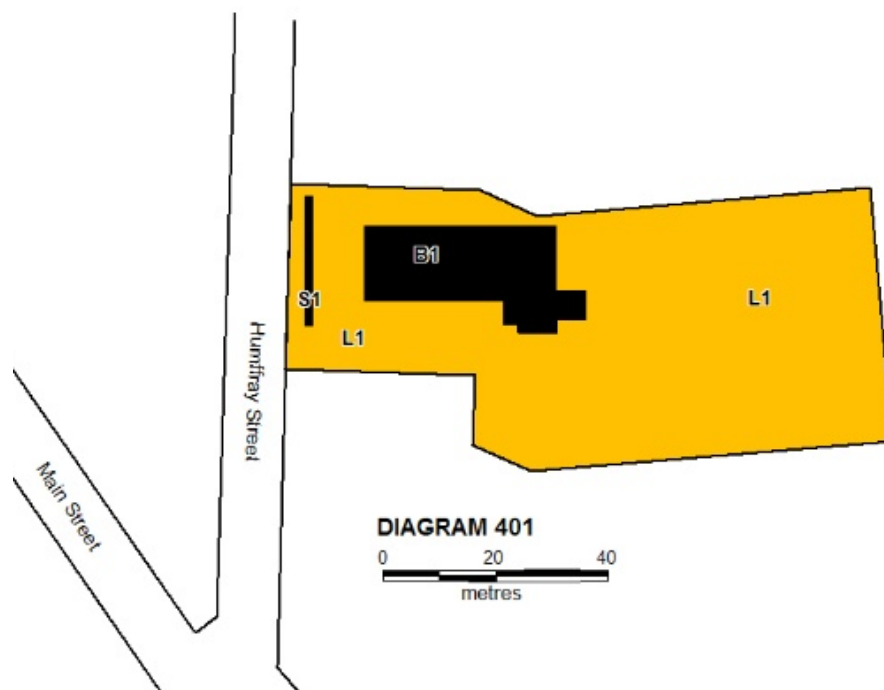 B1
S1
L1
L1
Humffray Street
Main Street
DIAGRAM 401
0 20 40
metres